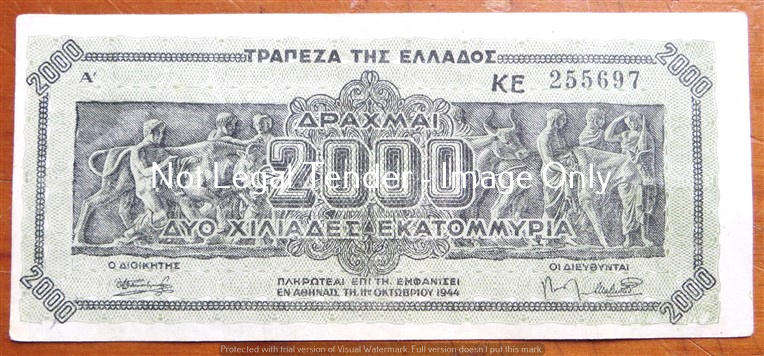 2000 ΤΡΑΠΕΖΑ ΤΗΣ ΕΛΛΑΔΟΣ 2000
Α' ΚΕ 255697
ΔΡΑΧΜΑΙ
2000
Not Legal Tender - Image Only
ΔΥΟ ΧΙΛΙΑΔΕΣ ΕΚΑΤΟΜΜΥΡΙΑ
Ο ΔΙΟΙΚΗΤΗΣ ΟΙ ΔΙΕΥΘΥΝΤΑΙ
ΠΛΗΡΩΤΕΑΙ ΕΠΙ ΤΗ, ΕΜΦΑΝΙΣΕΙ
ΕΝ ΑΘΗΝΑΙΣ ΤΗ, 11η ΟΚΤΩΒΡΙΟΥ 1944
2000 2000
Protected with trial version of Visual Watermark. Full version doesn't put this mark.